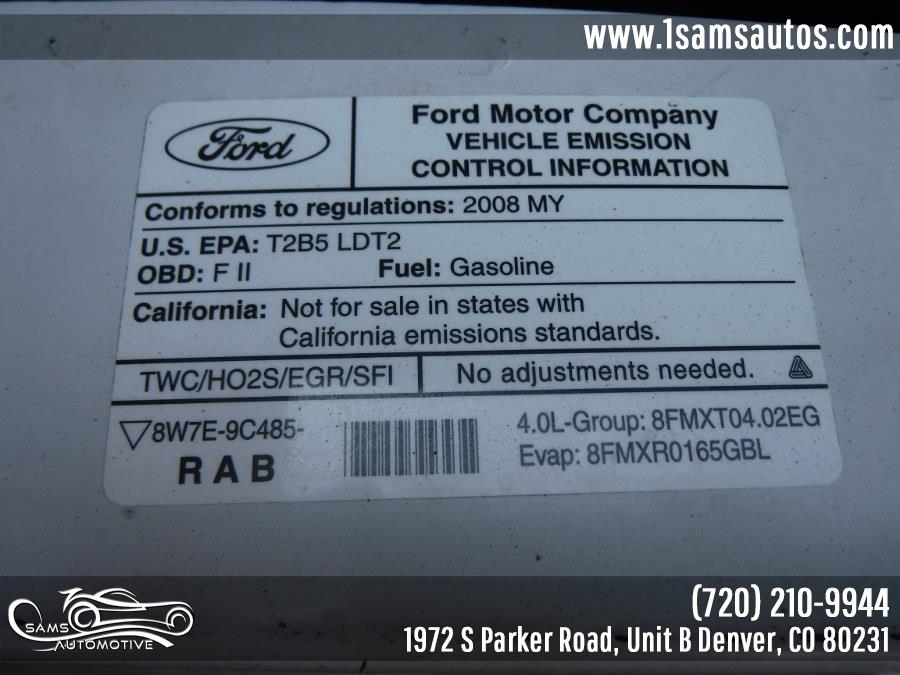 www.1samsautos.com
Ford
Ford Motor Company
VEHICLE EMISSION
CONTROL INFORMATION
Conforms to regulations: 2008 MY
U.S. EPA: T2B5 LDT2
OBD: F II Fuel: Gasoline
California: Not for sale in states with
California emissions standards.
TWC/HO2S/EGR/SFI No adjustments needed.
8W7E-9C485-
RAB
4.0L-Group: 8FMXT04.02EG
Evap: 8FMXR0165GBL
SAMS
AUTOMOTIVE
(720) 210-9944
1972 S Parker Road, Unit B Denver, CO 80231